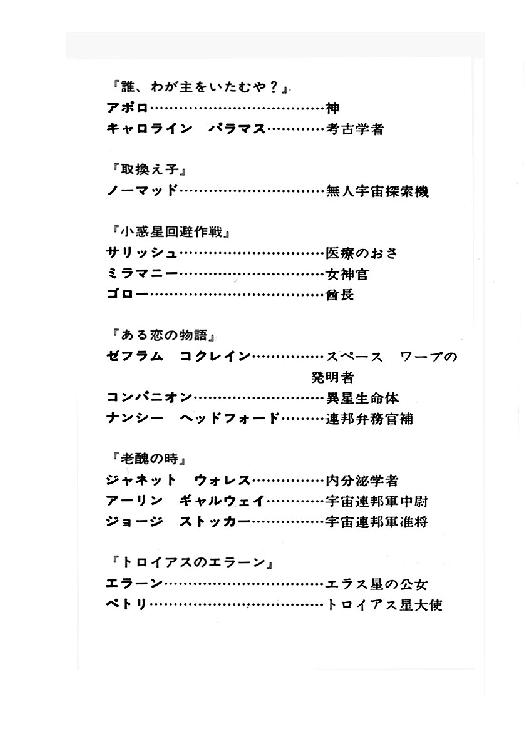 『誰、わが主をいたむや？』
アポロ……………………………神
キャロライン　パラマス…………考古学者
『取換え子』
ノーマッド………………………無人宇宙探索機
『小惑星回避作戦』
サリッシュ………………………医療のおさ
ミラマニー………………………女神官
ゴロー……………………………酋長
『ある恋の物語』
ゼフラム　コクレイン……………スペース　ワープの
発明者
コンパニオン……………………異星生命体
ナンシー　ヘッドフォード………連邦弁務官補
『老醜の時』
ジャネット　ウォレス……………内分泌学者
アーリン　ギャルウェイ…………宇宙連邦軍中尉
ジョージ　ストッカー……………宇宙連邦軍准将
『トロイアスのエラーン』
エラーン…………………………エラス星の公女
ペトリ……………………………トロイアス星大使